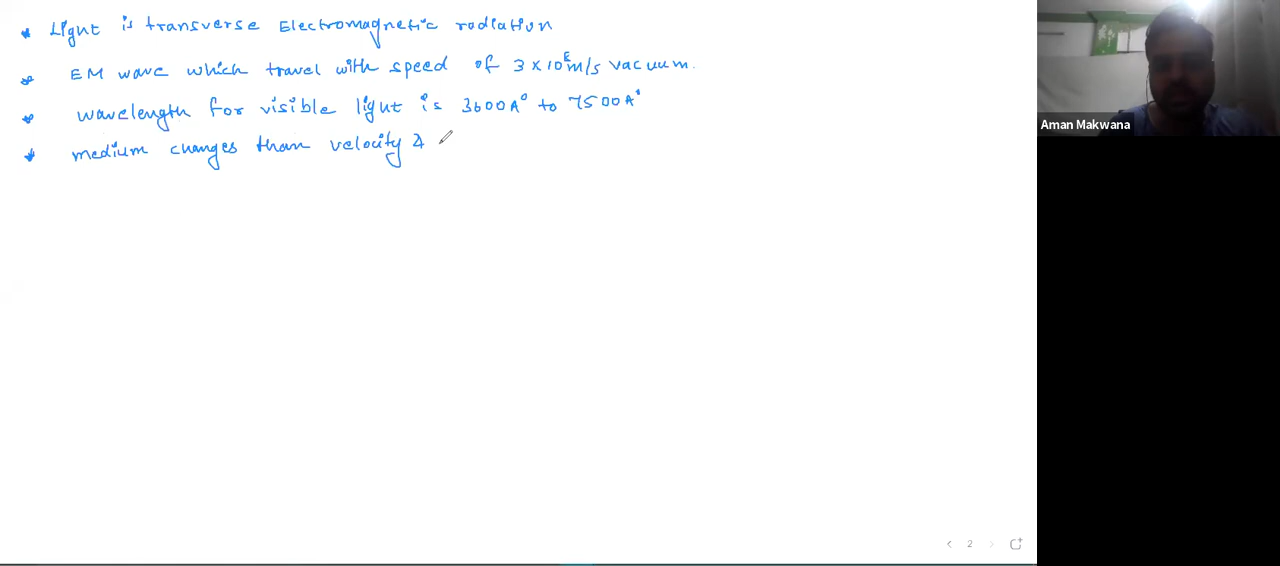 * Light is transverse Electromagnetic radiation
* EM wave which travel with speed of 3 x 10⁸ m/s vacuum.
* wavelength for visible light is 3600A° to 7500A°
* medium changes than velocity &
Aman Makwana
2